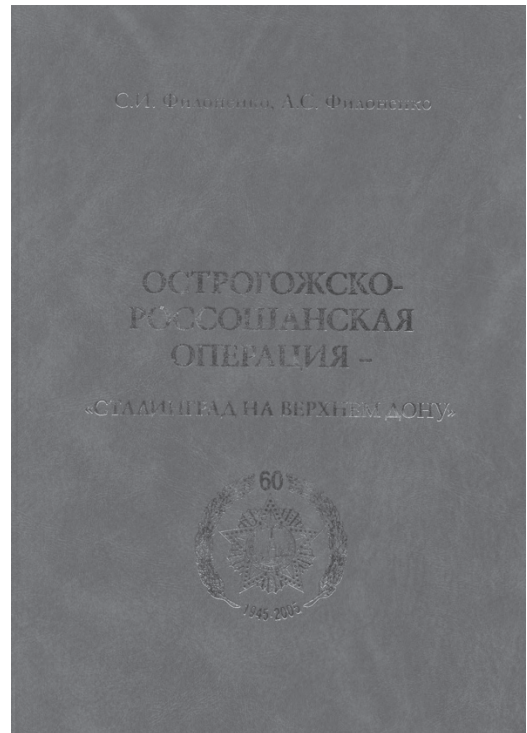 С.И. Филоненко, А.С. Филоненко
ОСТРОГОЖСКО-
РОССОШАНСКАЯ
ОПЕРАЦИЯ –
«СТАЛИНГРАД НА ВЕРХНЕМ ДОНУ»
60
1945-2005